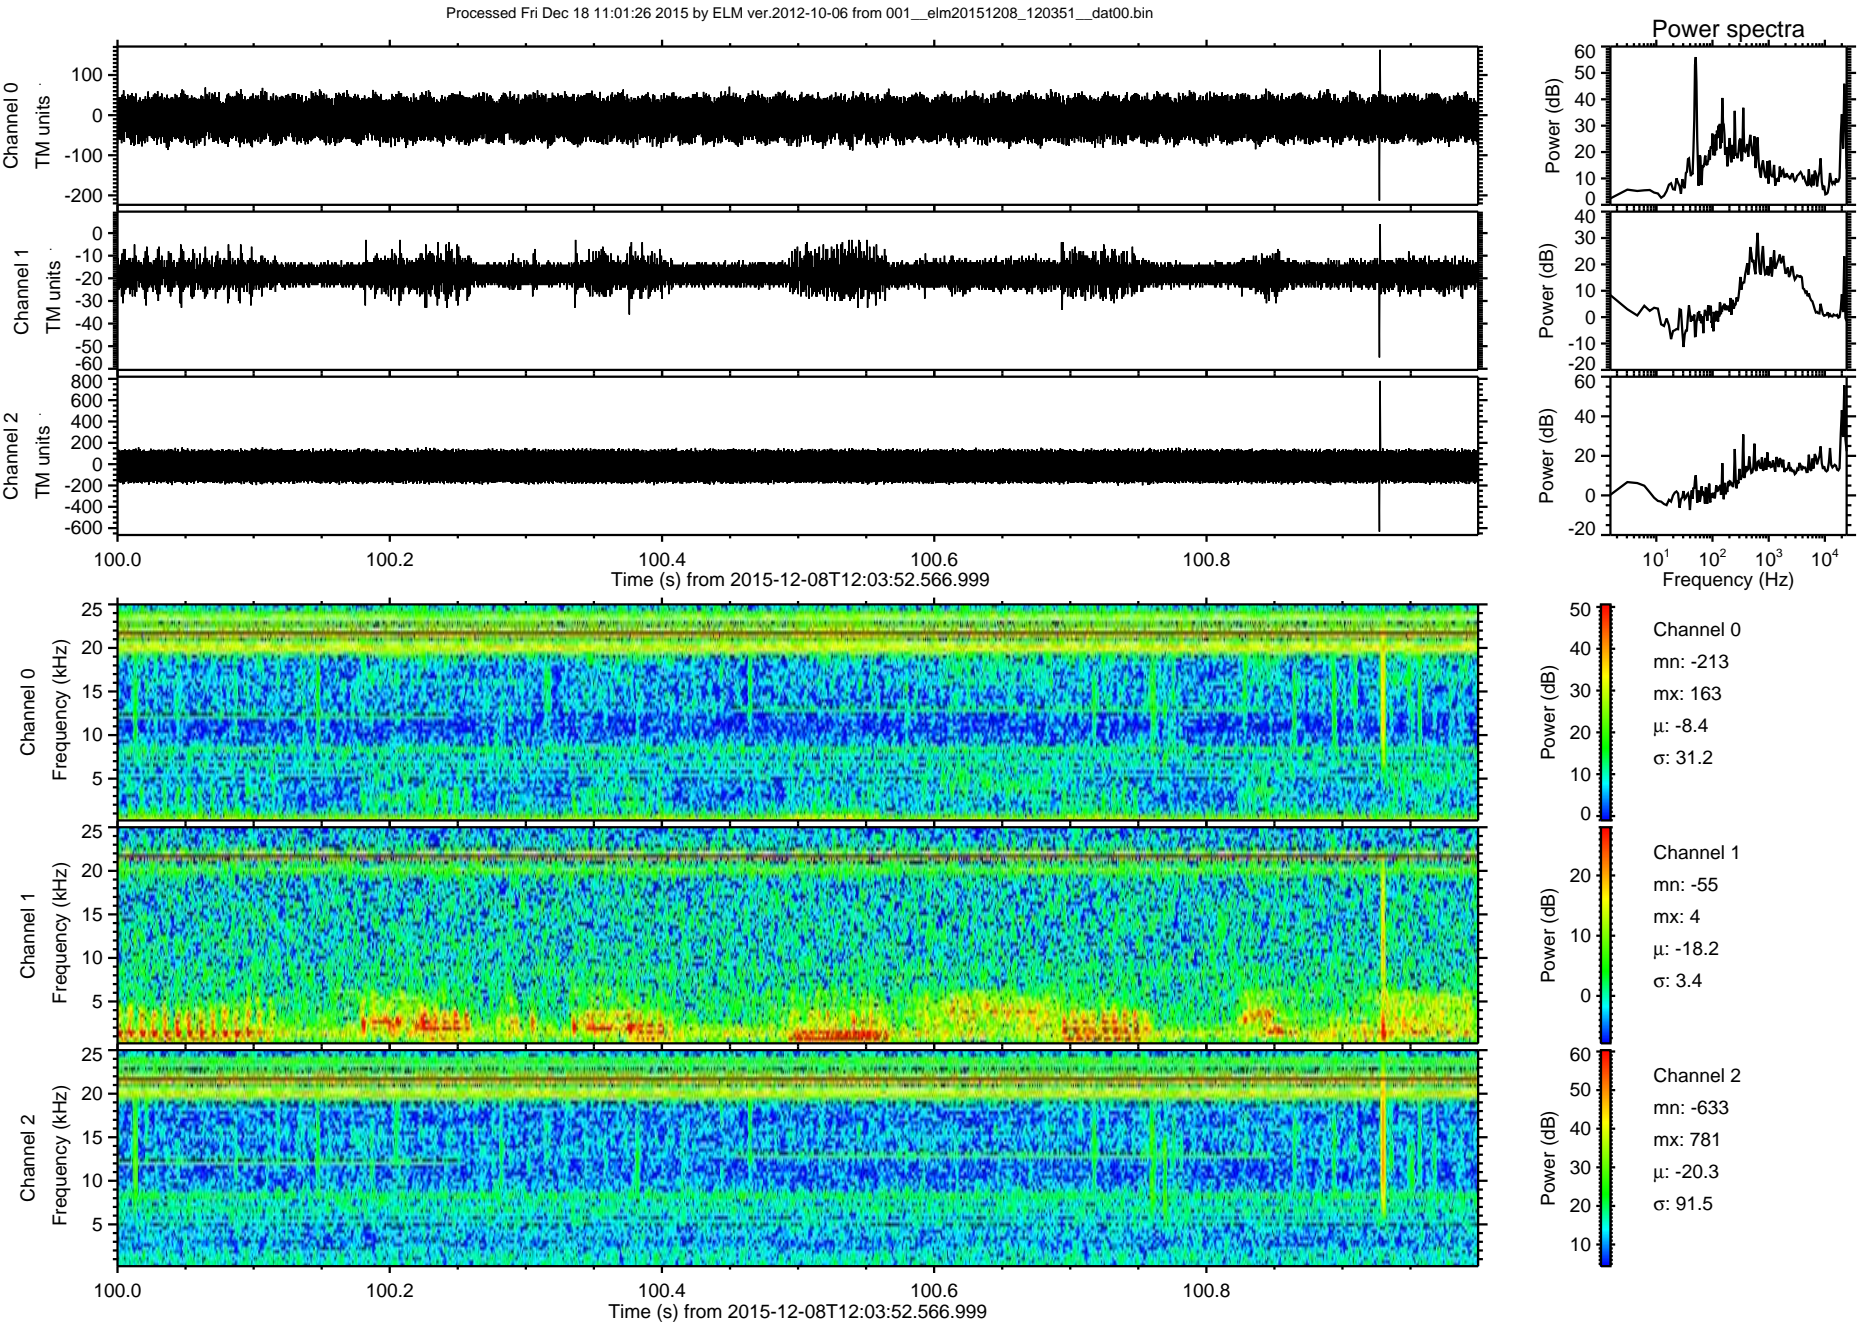 Processed Fri Dec 18 11:01:26 2015 by ELM ver.2012-10-06 from 001__elm20151208_120351__dat00.bin
Power spectra
Channel 0
TM units
100
0
-100
-200
Power (dB)
60
50
40
30
20
10
0
Channel 1
TM units
0
-10
-20
-30
-40
-50
-60
Power (dB)
40
30
20
10
0
-10
-20
Channel 2
TM units
800
600
400
200
0
-200
-400
-600
Power (dB)
60
40
20
0
-20
100.0 100.2 100.4 100.6 100.8
Time (s) from 2015-12-08T12:03:52.566.999
10¹ 10² 10³ 10⁴
Frequency (Hz)
Channel 0
Frequency (kHz)
25
20
15
10
5
Power (dB)
50
40
30
20
10
0
Channel 0
mn: -213
mx: 163
μ: -8.4
σ: 31.2
Channel 1
Frequency (kHz)
25
20
15
10
5
Power (dB)
20
10
0
Channel 1
mn: -55
mx: 4
μ: -18.2
σ: 3.4
Channel 2
Frequency (kHz)
25
20
15
10
5
Power (dB)
60
50
40
30
20
10
Channel 2
mn: -633
mx: 781
μ: -20.3
σ: 91.5
100.0 100.2 100.4 100.6 100.8
Time (s) from 2015-12-08T12:03:52.566.999